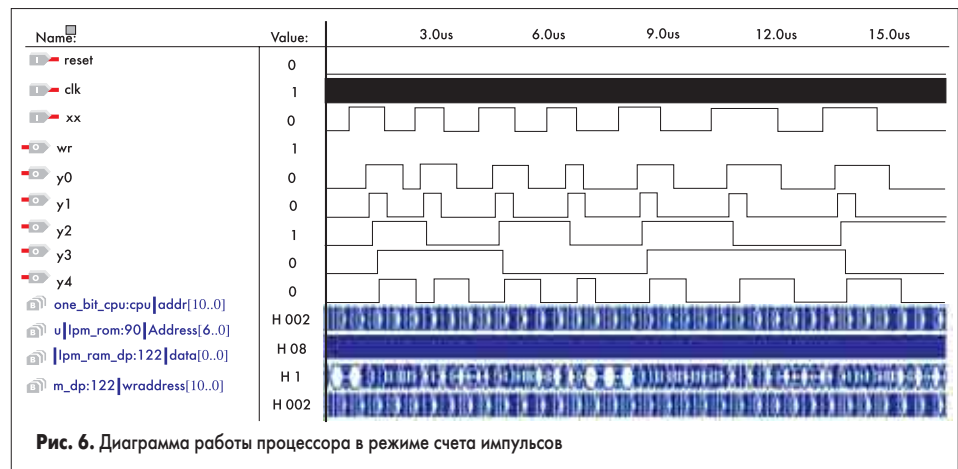 Name: Value: 3.0us 6.0us 9.0us 12.0us 15.0us
I reset 0
I clk 1
I xx 0
O wr 1
O y0 0
O y1 0
O y2 1
O y3 0
O y4 0
B one_bit_cpu:cpu|addr[10..0] H 002
B u|lpm_rom:90|Address[6..0] H 08
B |lpm_ram_dp:122|data[0..0] H 1
B m_dp:122|wraddress[10..0] H 002
Рис. 6. Диаграмма работы процессора в режиме счета импульсов